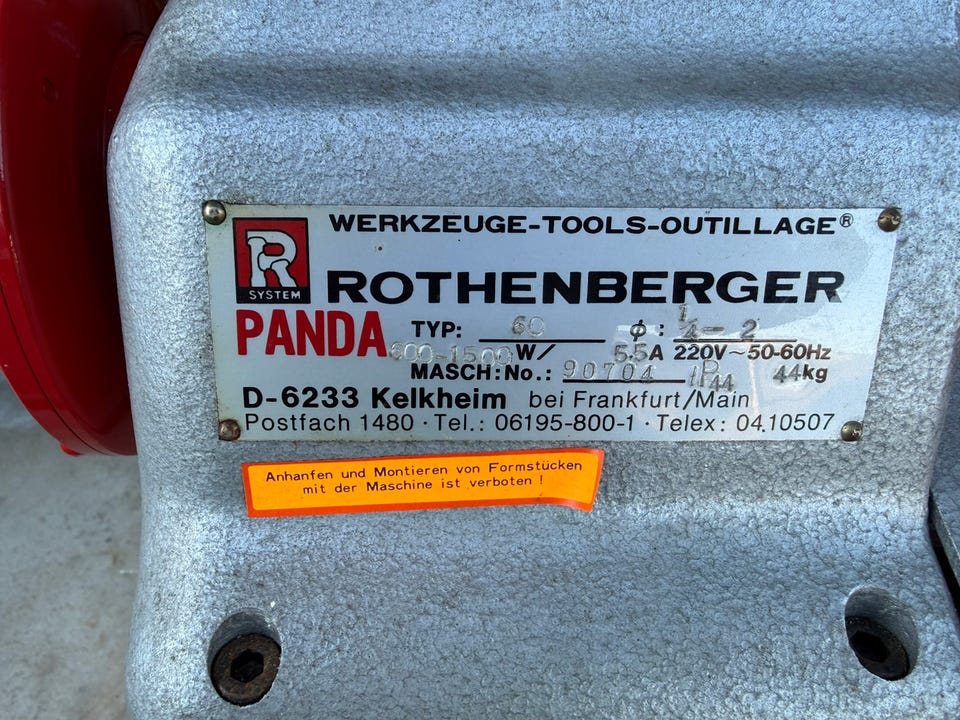 WERKZEUGE-TOOLS-OUTILLAGE®
R
SYSTEM
ROTHENBERGER
PANDA
TYP: 60 φ: 1/4-2
600-1500W/ 5.5A 220V~50-60Hz
MASCH:No.: 90704 IP44 44kg
D-6233 Kelkheim bei Frankfurt/Main
Postfach 1480 · Tel.: 06195-800-1 · Telex: 04.10507
Anhanfen und Montieren von Formstücken
mit der Maschine ist verboten !